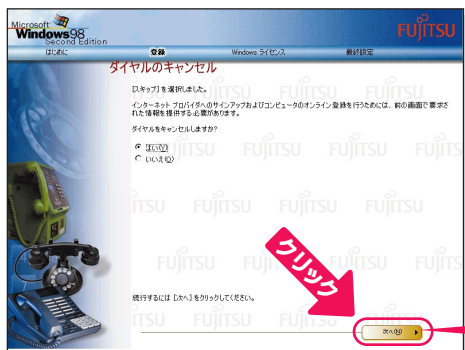 Microsoft
Windows98
Second Edition
FUJITSU
はじめに 登録 Windows ライセンス 最終設定
ダイヤルのキャンセル
[スキップ] を選択しました。
インターネット プロバイダへのサインアップおよびコンピュータのオンライン登録を行うためには、前の画面で要求さ
れた情報を提供する必要があります。
ダイヤルをキャンセルしますか?
はい(Y)
いいえ(O)
クリック
続行するには [次へ] をクリックしてください。
次へ(N)